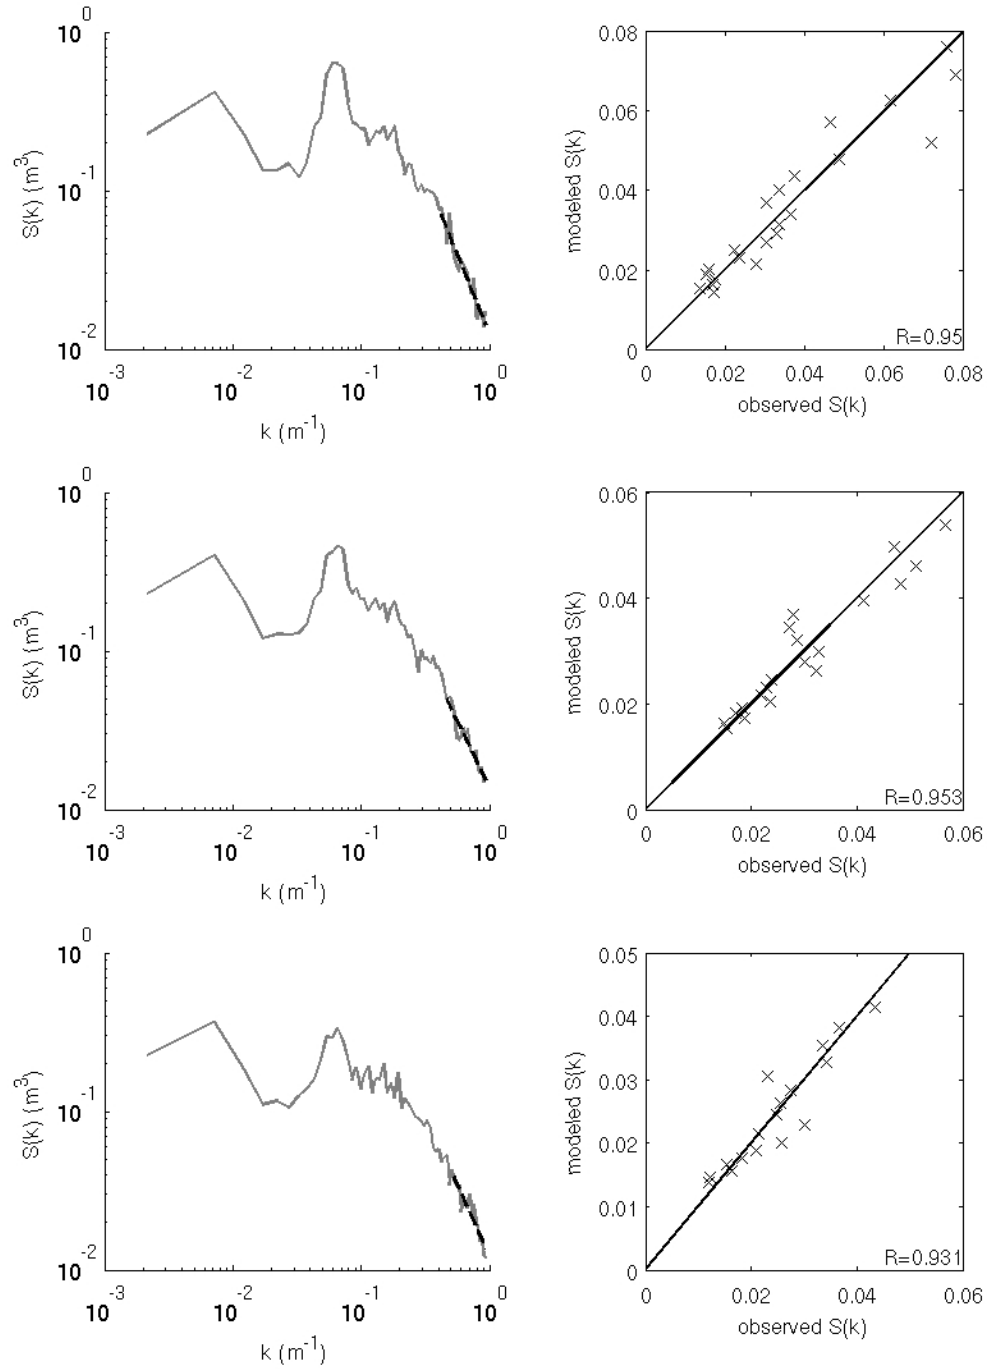 10^0
10^-1
10^-2
S(k) (m^3)
10^-3 10^-2 10^-1 10^0
k (m^-1)
0.08
0.06
0.04
0.02
0
modeled S(k)
R=0.95
0 0.02 0.04 0.06 0.08
observed S(k)
10^0
10^-1
10^-2
S(k) (m^3)
10^-3 10^-2 10^-1 10^0
k (m^-1)
0.06
0.04
0.02
0
modeled S(k)
R=0.953
0 0.02 0.04 0.06
observed S(k)
10^0
10^-1
10^-2
S(k) (m^3)
10^-3 10^-2 10^-1 10^0
k (m^-1)
0.05
0.04
0.03
0.02
0.01
0
modeled S(k)
R=0.931
0 0.02 0.04 0.06
observed S(k)